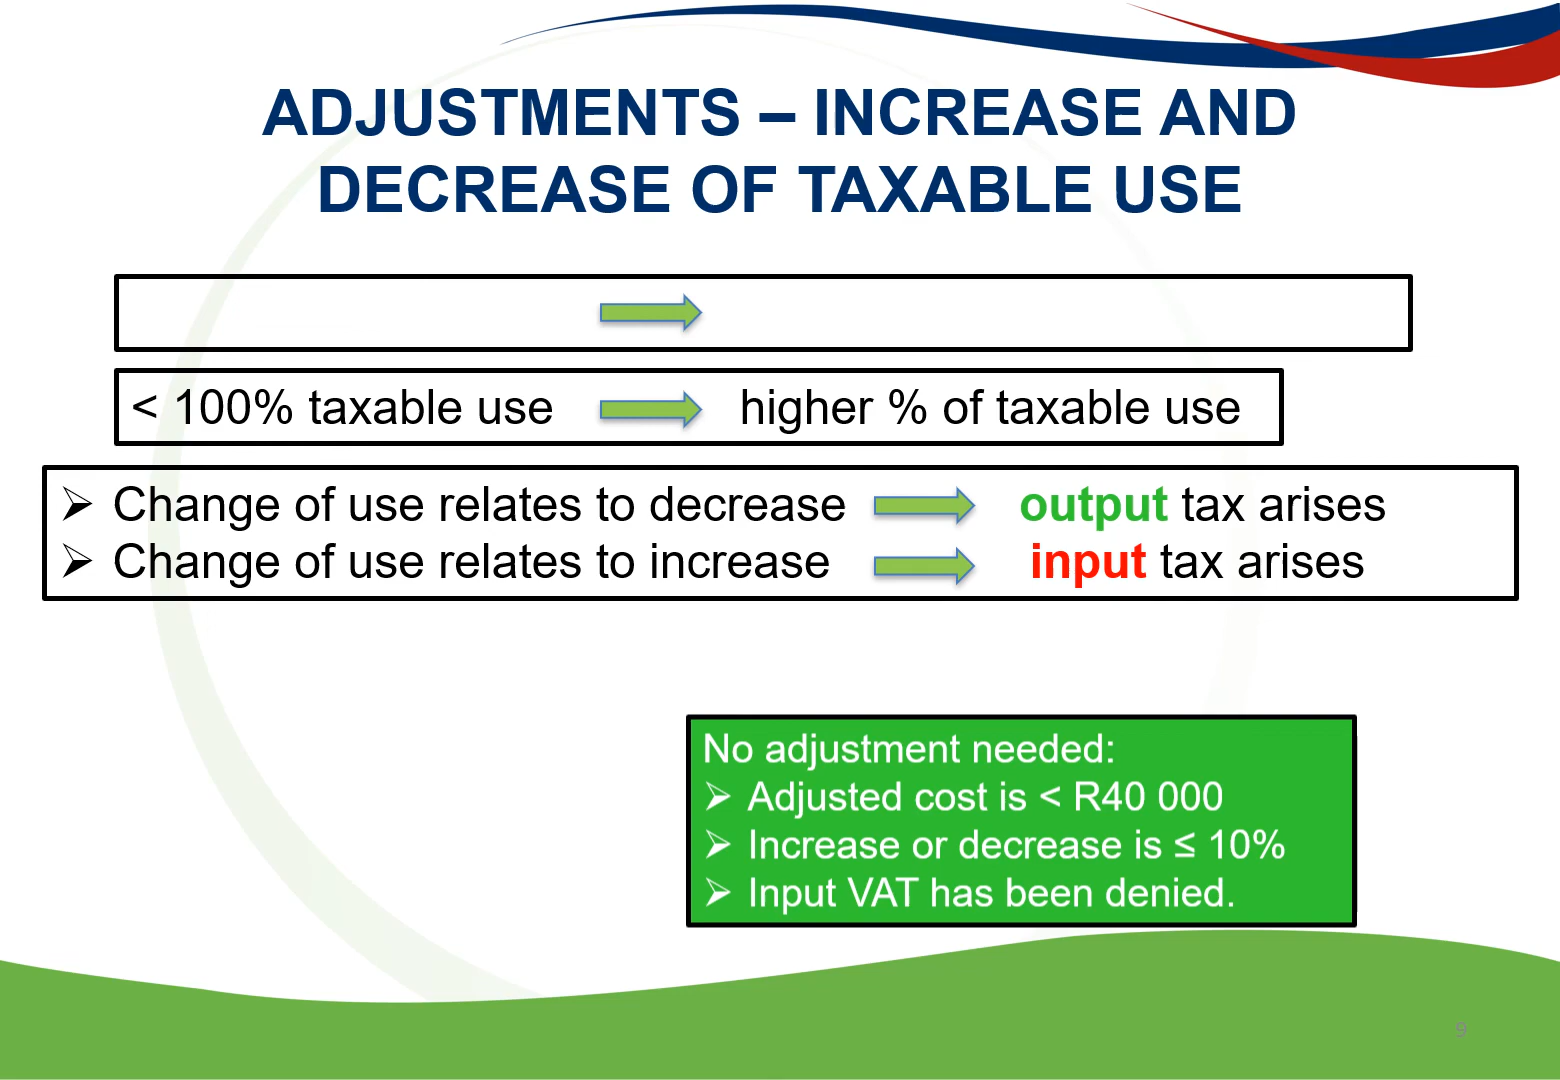 ADJUSTMENTS – INCREASE AND
DECREASE OF TAXABLE USE
< 100% taxable use higher % of taxable use
➢ Change of use relates to decrease output tax arises
➢ Change of use relates to increase input tax arises
No adjustment needed:
➢ Adjusted cost is < R40 000
➢ Increase or decrease is ≤ 10%
➢ Input VAT has been denied.
9